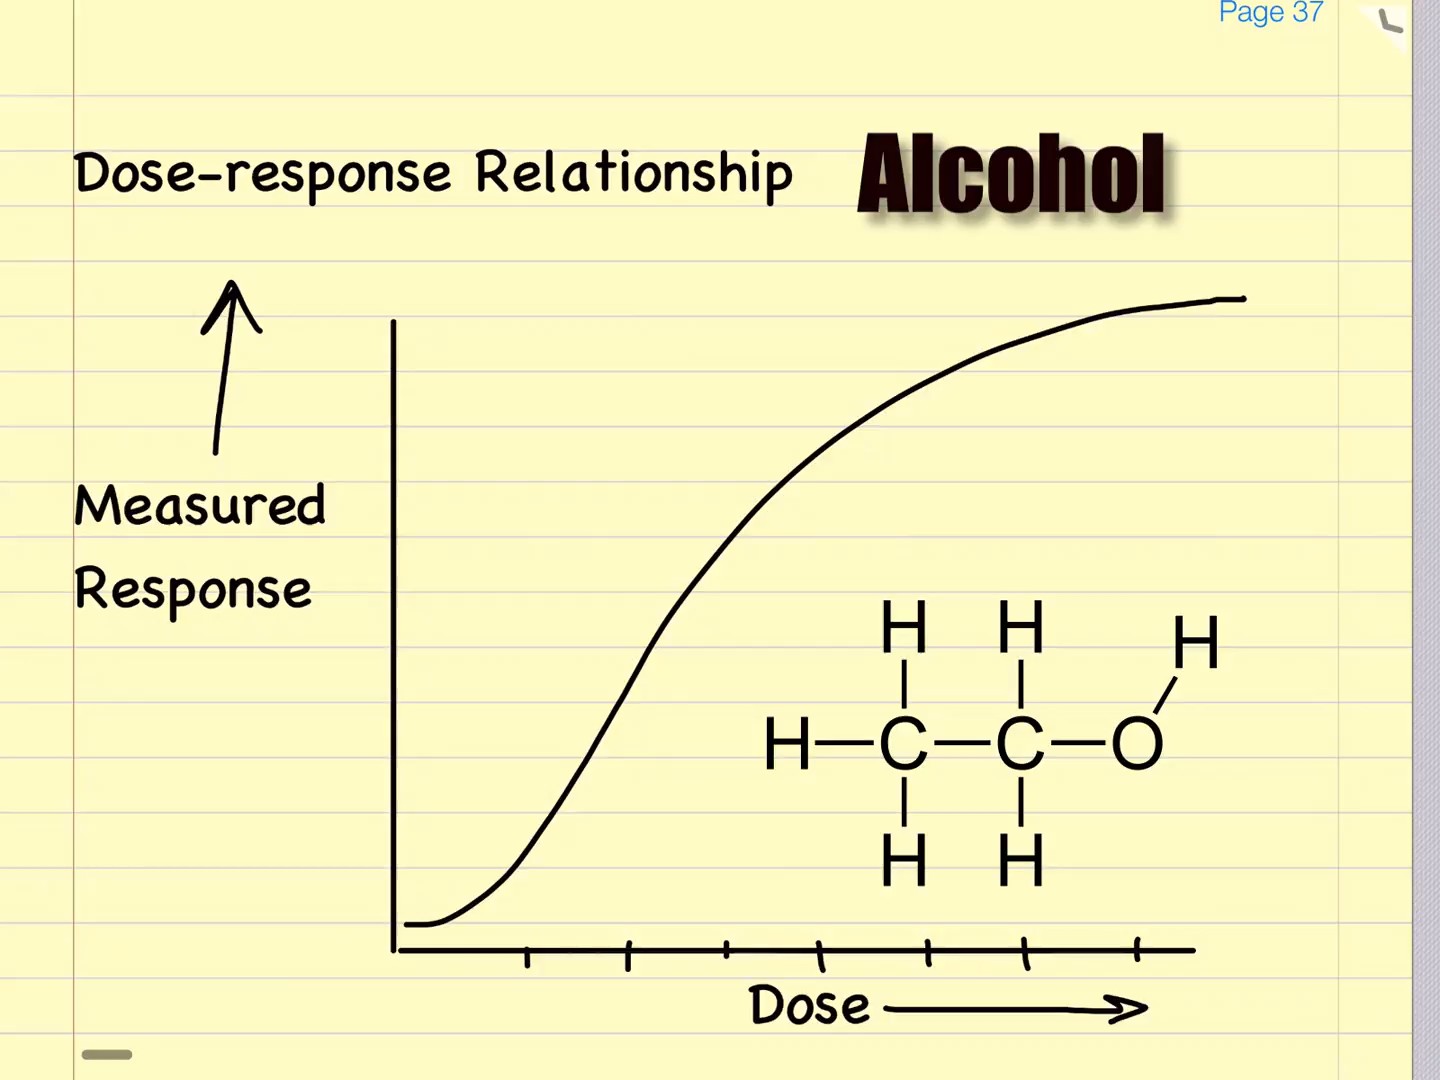 Page 37
Dose-response Relationship Alcohol
Measured
Response
H H H
H C C O
H H
Dose